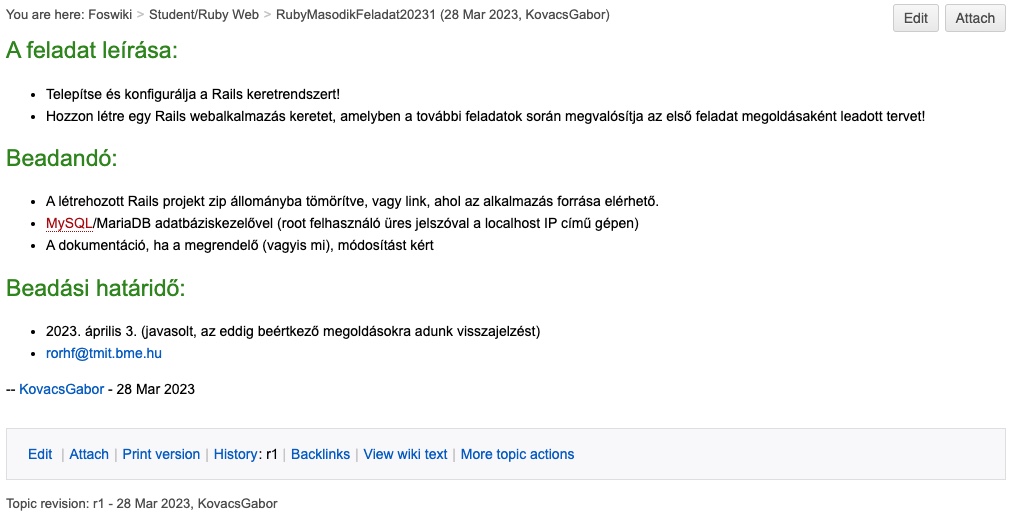 You are here: Foswiki > Student/Ruby Web > RubyMasodikFeladat20231 (28 Mar 2023, KovacsGabor)
Edit
Attach
A feladat leírása:
• Telepítse és konfigurálja a Rails keretrendszert!
• Hozzon létre egy Rails webalkalmazás keretet, amelyben a további feladatok során megvalósítja az első feladat megoldásaként leadott tervet!
Beadandó:
• A létrehozott Rails projekt zip állományba tömörítve, vagy link, ahol az alkalmazás forrása elérhető.
• MySQL/MariaDB adatbáziskezelővel (root felhasználó üres jelszóval a localhost IP című gépen)
• A dokumentáció, ha a megrendelő (vagyis mi), módosítást kért
Beadási határidő:
• 2023. április 3. (javasolt, az eddig beértkező megoldásokra adunk visszajelzést)
• rorhf@tmit.bme.hu
-- KovacsGabor - 28 Mar 2023
Edit | Attach | Print version | History: r1 | Backlinks | View wiki text | More topic actions
Topic revision: r1 - 28 Mar 2023, KovacsGabor